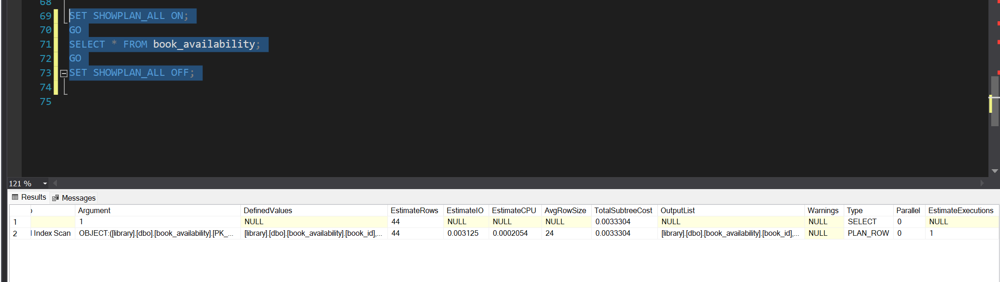 68
69 SET SHOWPLAN_ALL ON;
70 GO
71 SELECT * FROM book_availability;
72 GO
73 SET SHOWPLAN_ALL OFF;
74
75
121 %
Results Messages
Argument DefinedValues EstimateRows EstimateIO EstimateCPU AvgRowSize TotalSubtreeCost OutputList Warnings Type Parallel EstimateExecutions
1 1 NULL 44 NULL NULL NULL 0.0033304 NULL NULL SELECT 0 NULL
2 Index Scan OBJECT:([library].[dbo].[book_availability].[PK_... [library].[dbo].[book_availability].[book_id],... 44 0.003125 0.0002054 24 0.0033304 [library].[dbo].[book_availability].[book_id],... NULL PLAN_ROW 0 1